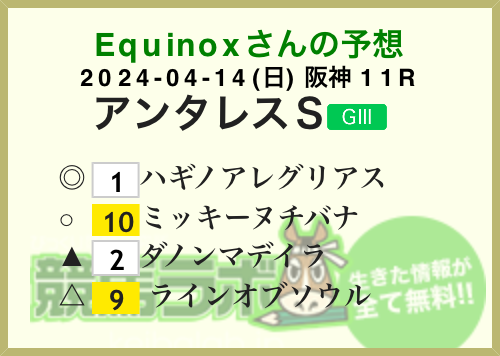 Equinoxさんの予想
2024-04-14(日) 阪神 11R
アンタレスS GIII
◎ 1 ハギノアレグリアス
○ 10 ミッキーヌチバナ
▲ 2 ダノンマデイラ
△ 9 ラインオブソウル
競馬ラボ
生きた情報が
全て無料!!